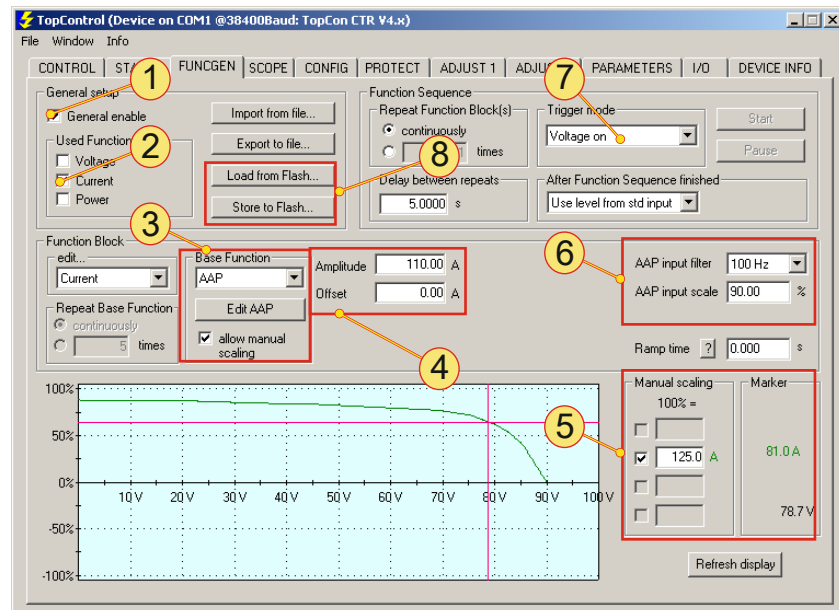 TopControl (Device on COM1 @38400Baud: TopCon CTR V4.x)
File Window Info
CONTROL FUNCGEN SCOPE CONFIG PROTECT ADJUST 1 PARAMETERS I/O DEVICE INFO
1
7
General setup
General enable
Import from file...
Export to file...
Load from Flash...
Store to Flash...
8
2
Voltage
Current
Power
Function Sequence
Repeat Function Block(s)
continuously
times
Trigger mode
Voltage on
Start
Pause
Delay between repeats
5.0000 s
After Function Sequence finished
Use level from std input
3
Function Block
edit...
Current
Repeat Base Function
continuously
5 times
Base Function
AAP
Edit AAP
allow manual
scaling
Amplitude 110.00 A
Offset 0.00 A
4
6
AAP input filter 100 Hz
AAP input scale 90.00 %
Ramp time ? 0.000 s
5
Manual scaling
100% =
125.0 A
Marker
81.0 A
78.7 V
Refresh display
100%
50%
0%
10 V 20 V 30 V 40 V 50 V 60 V 70 V 80 V 90 V 100 V
-50%
-100%